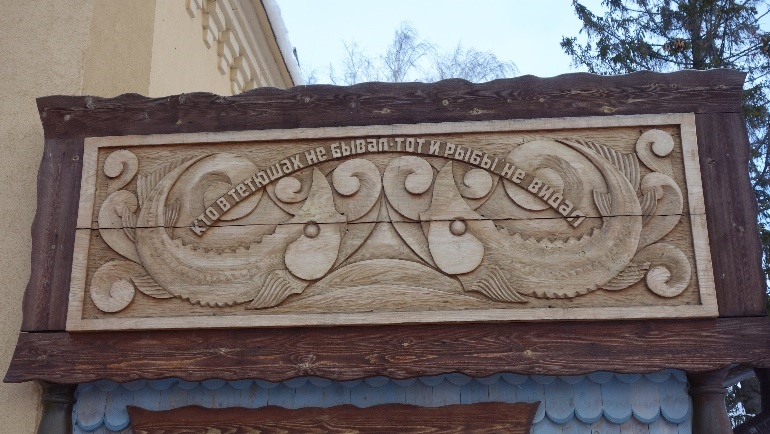 КТО В ТЕТЮШАХ НЕ БЫВАЛ-ТОТ И РЫБЫ НЕ ВИДАЛ